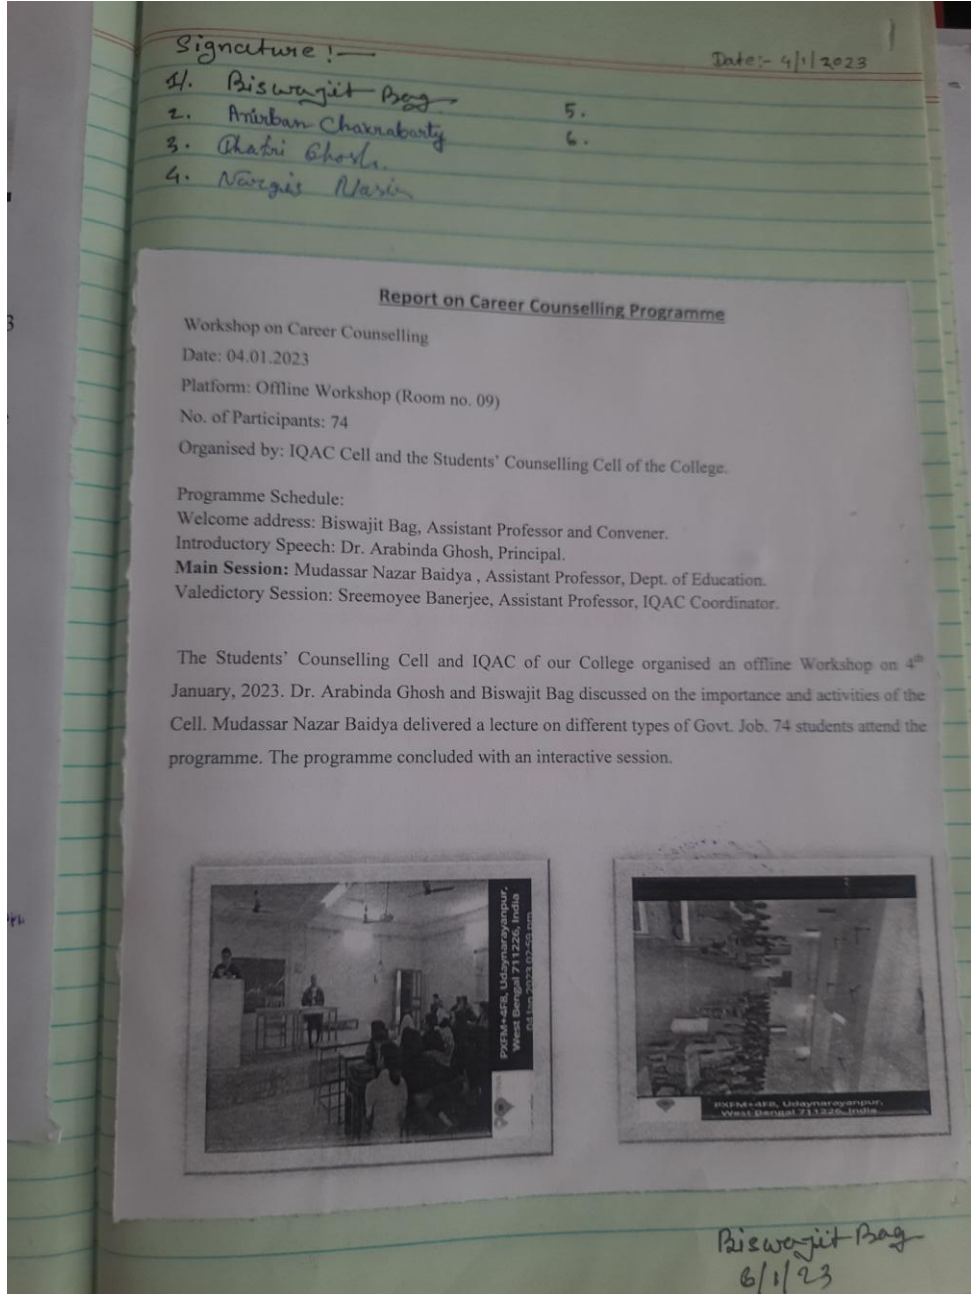 Signature :—
Date:- 4/1/2023
1/. Biswajit Bag
5.
2. Anirban Chakrabarty
6.
3. Ghosh.
4. Nargis
Report on Career Counselling Programme
Workshop on Career Counselling
Date: 04.01.2023
Platform: Offline Workshop (Room no. 09)
No. of Participants: 74
Organised by: IQAC Cell and the Students' Counselling Cell of the College.
Programme Schedule:
Welcome address: Biswajit Bag, Assistant Professor and Convener.
Introductory Speech: Dr. Arabinda Ghosh, Principal.
Main Session: Mudassar Nazar Baidya , Assistant Professor, Dept. of Education.
Valedictory Session: Sreemoyee Banerjee, Assistant Professor, IQAC Coordinator.
The Students' Counselling Cell and IQAC of our College organised an offline Workshop on 4th
January, 2023. Dr. Arabinda Ghosh and Biswajit Bag discussed on the importance and activities of the
Cell. Mudassar Nazar Baidya delivered a lecture on different types of Govt. Job. 74 students attend the
programme. The programme concluded with an interactive session.
PXFM+4F8, Udaynarayanpur,
West Bengal 711226, India
04 Jan 2023 02:59 pm
PXFM+4F8, Udaynarayanpur,
West Bengal 711226, India
Biswajit Bag
6/1/23